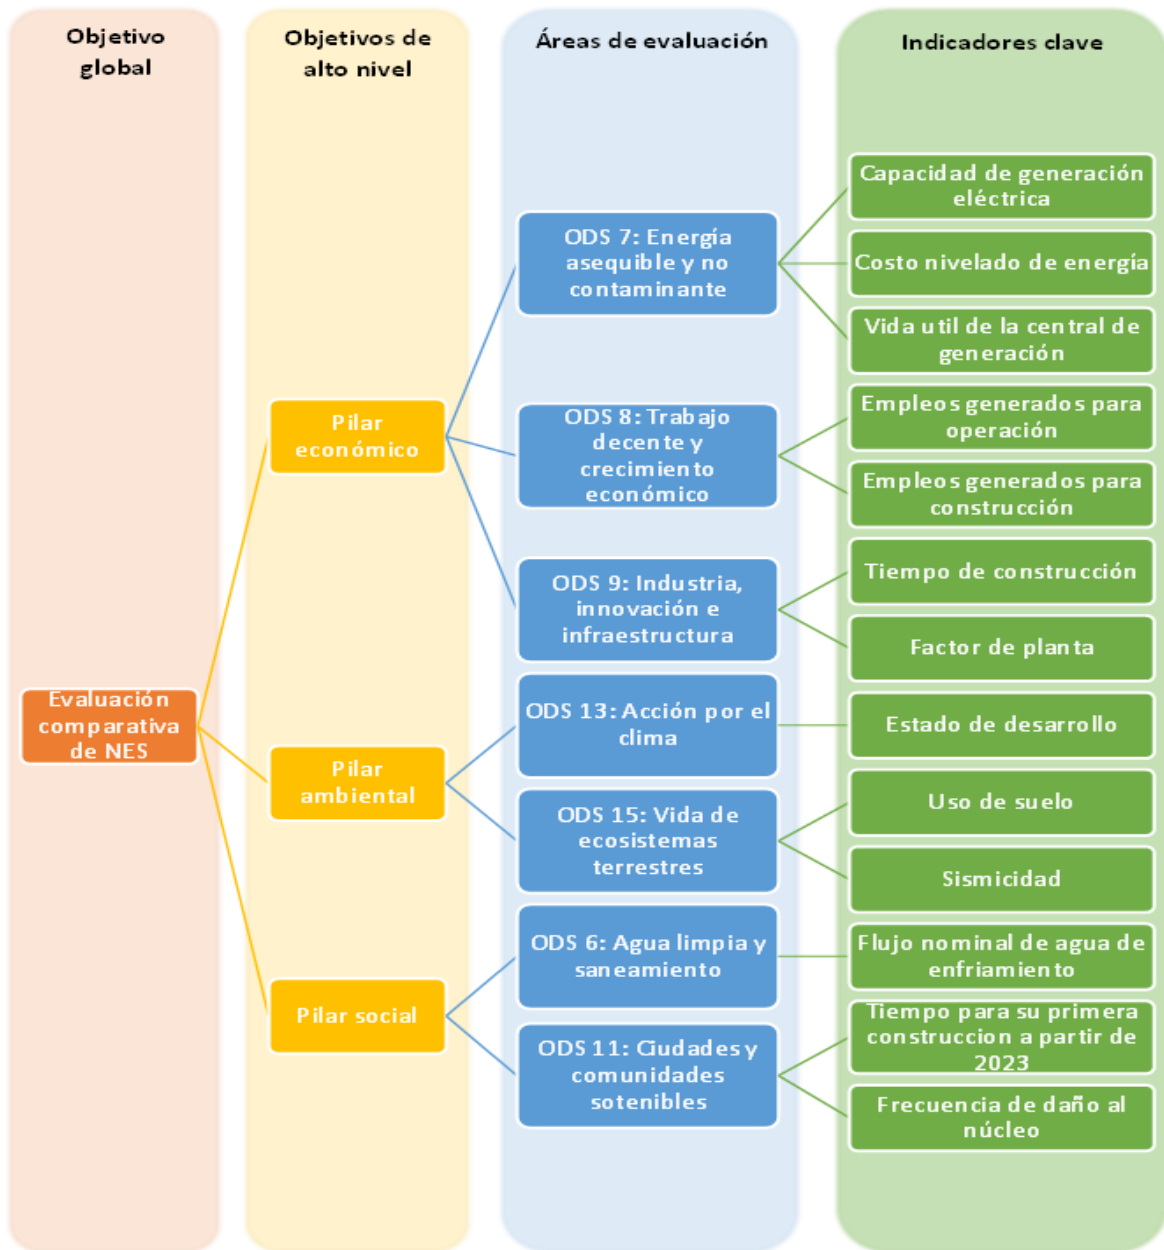 Objetivo
global
Objetivos de
alto nivel
Áreas de evaluación
Indicadores clave
Evaluación
comparativa
de NES
Pilar
económico
Pilar
ambiental
Pilar social
ODS 7: Energía
asequible y no
contaminante
ODS 8: Trabajo
decente y
crecimiento
económico
ODS 9: Industria,
innovación e
infraestructura
ODS 13: Acción por el
clima
ODS 15: Vida de
ecosistemas
terrestres
ODS 6: Agua limpia y
saneamiento
ODS 11: Ciudades y
comunidades
sotenibles
Capacidad de generación
eléctrica
Costo nivelado de energía
Vida util de la central de
generación
Empleos generados para
operación
Empleos generados para
construcción
Tiempo de construcción
Factor de planta
Estado de desarrollo
Uso de suelo
Sismicidad
Flujo nominal de agua de
enfriamiento
Tiempo para su primera
construccion a partir de
2023
Frecuencia de daño al
núcleo